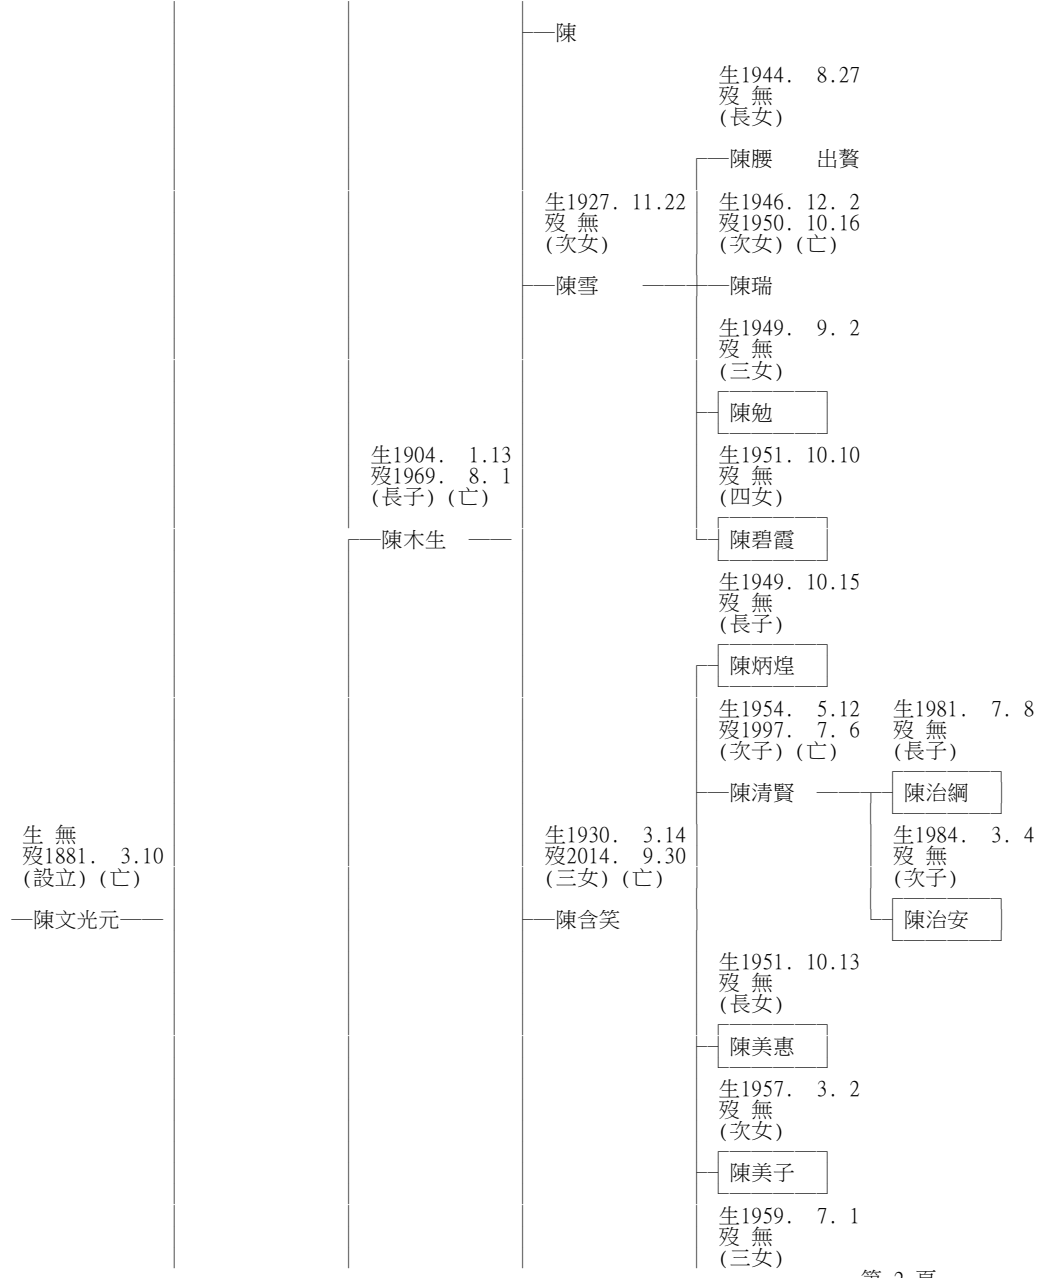 陳
生1944. 8.27
歿 無
(長女)
陳腰 出贅
生1927. 11.22 生1946. 12. 2
歿 無 歿1950. 10.16
(次女) (次女) (亡)
陳雪 陳瑞
生1949. 9. 2
歿 無
(三女)
陳勉
生1904. 1.13 生1951. 10.10
歿1969. 8. 1 歿 無
(長子) (亡) (四女)
陳木生 陳碧霞
生1949. 10.15
歿 無
(長子)
陳炳煌
生1954. 5.12 生1981. 7. 8
歿1997. 7. 6 歿 無
(次子) (亡) (長子)
陳清賢 陳治綱
生 無 生1930. 3.14 生1984. 3. 4
歿1881. 3.10 歿2014. 9.30 歿 無
(設立) (亡) (三女) (亡) (次子)
陳文光元 陳含笑 陳治安
生1951. 10.13
歿 無
(長女)
陳美惠
生1957. 3. 2
歿 無
(次女)
陳美子
生1959. 7. 1
歿 無
(三女)
第 2 頁